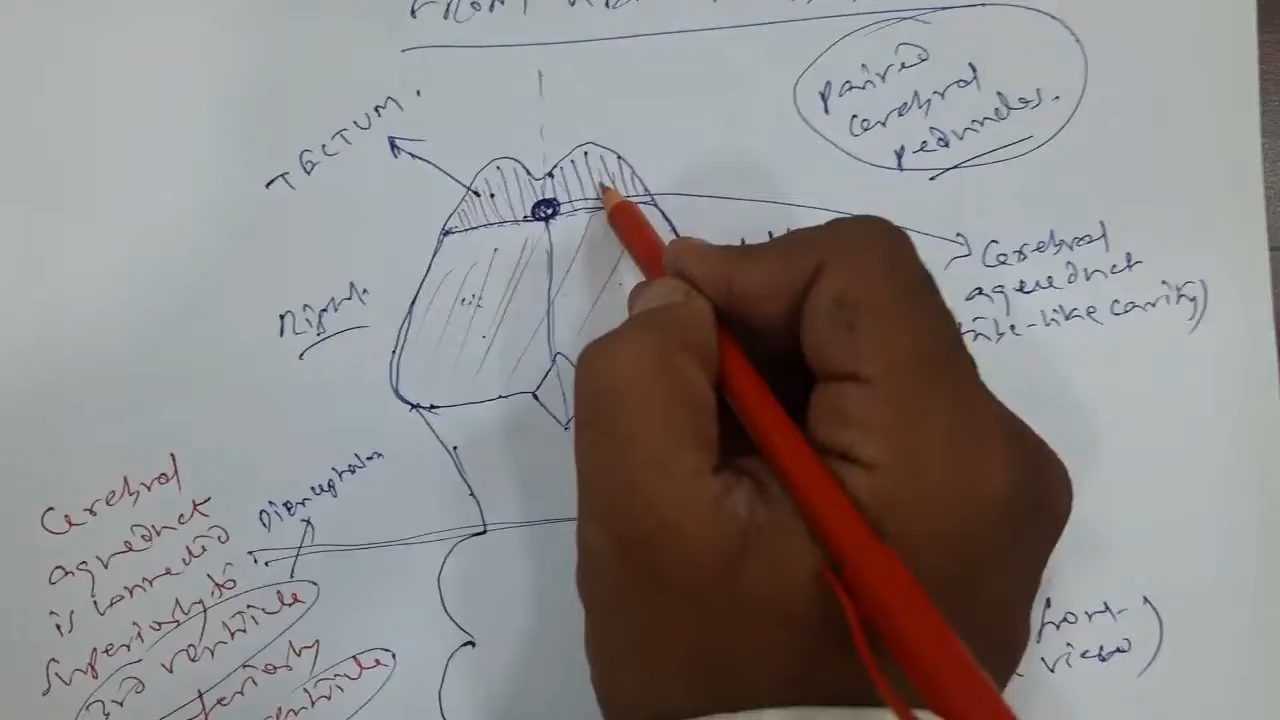 paired
cerebral
peduncles.
TECTUM.
Cerebral
aqueduct
tube-like cavity)
Right.
Diencephalon
Cerebral
aqueduct
is connected
superiorly to
3rd ventricle
front-
view)